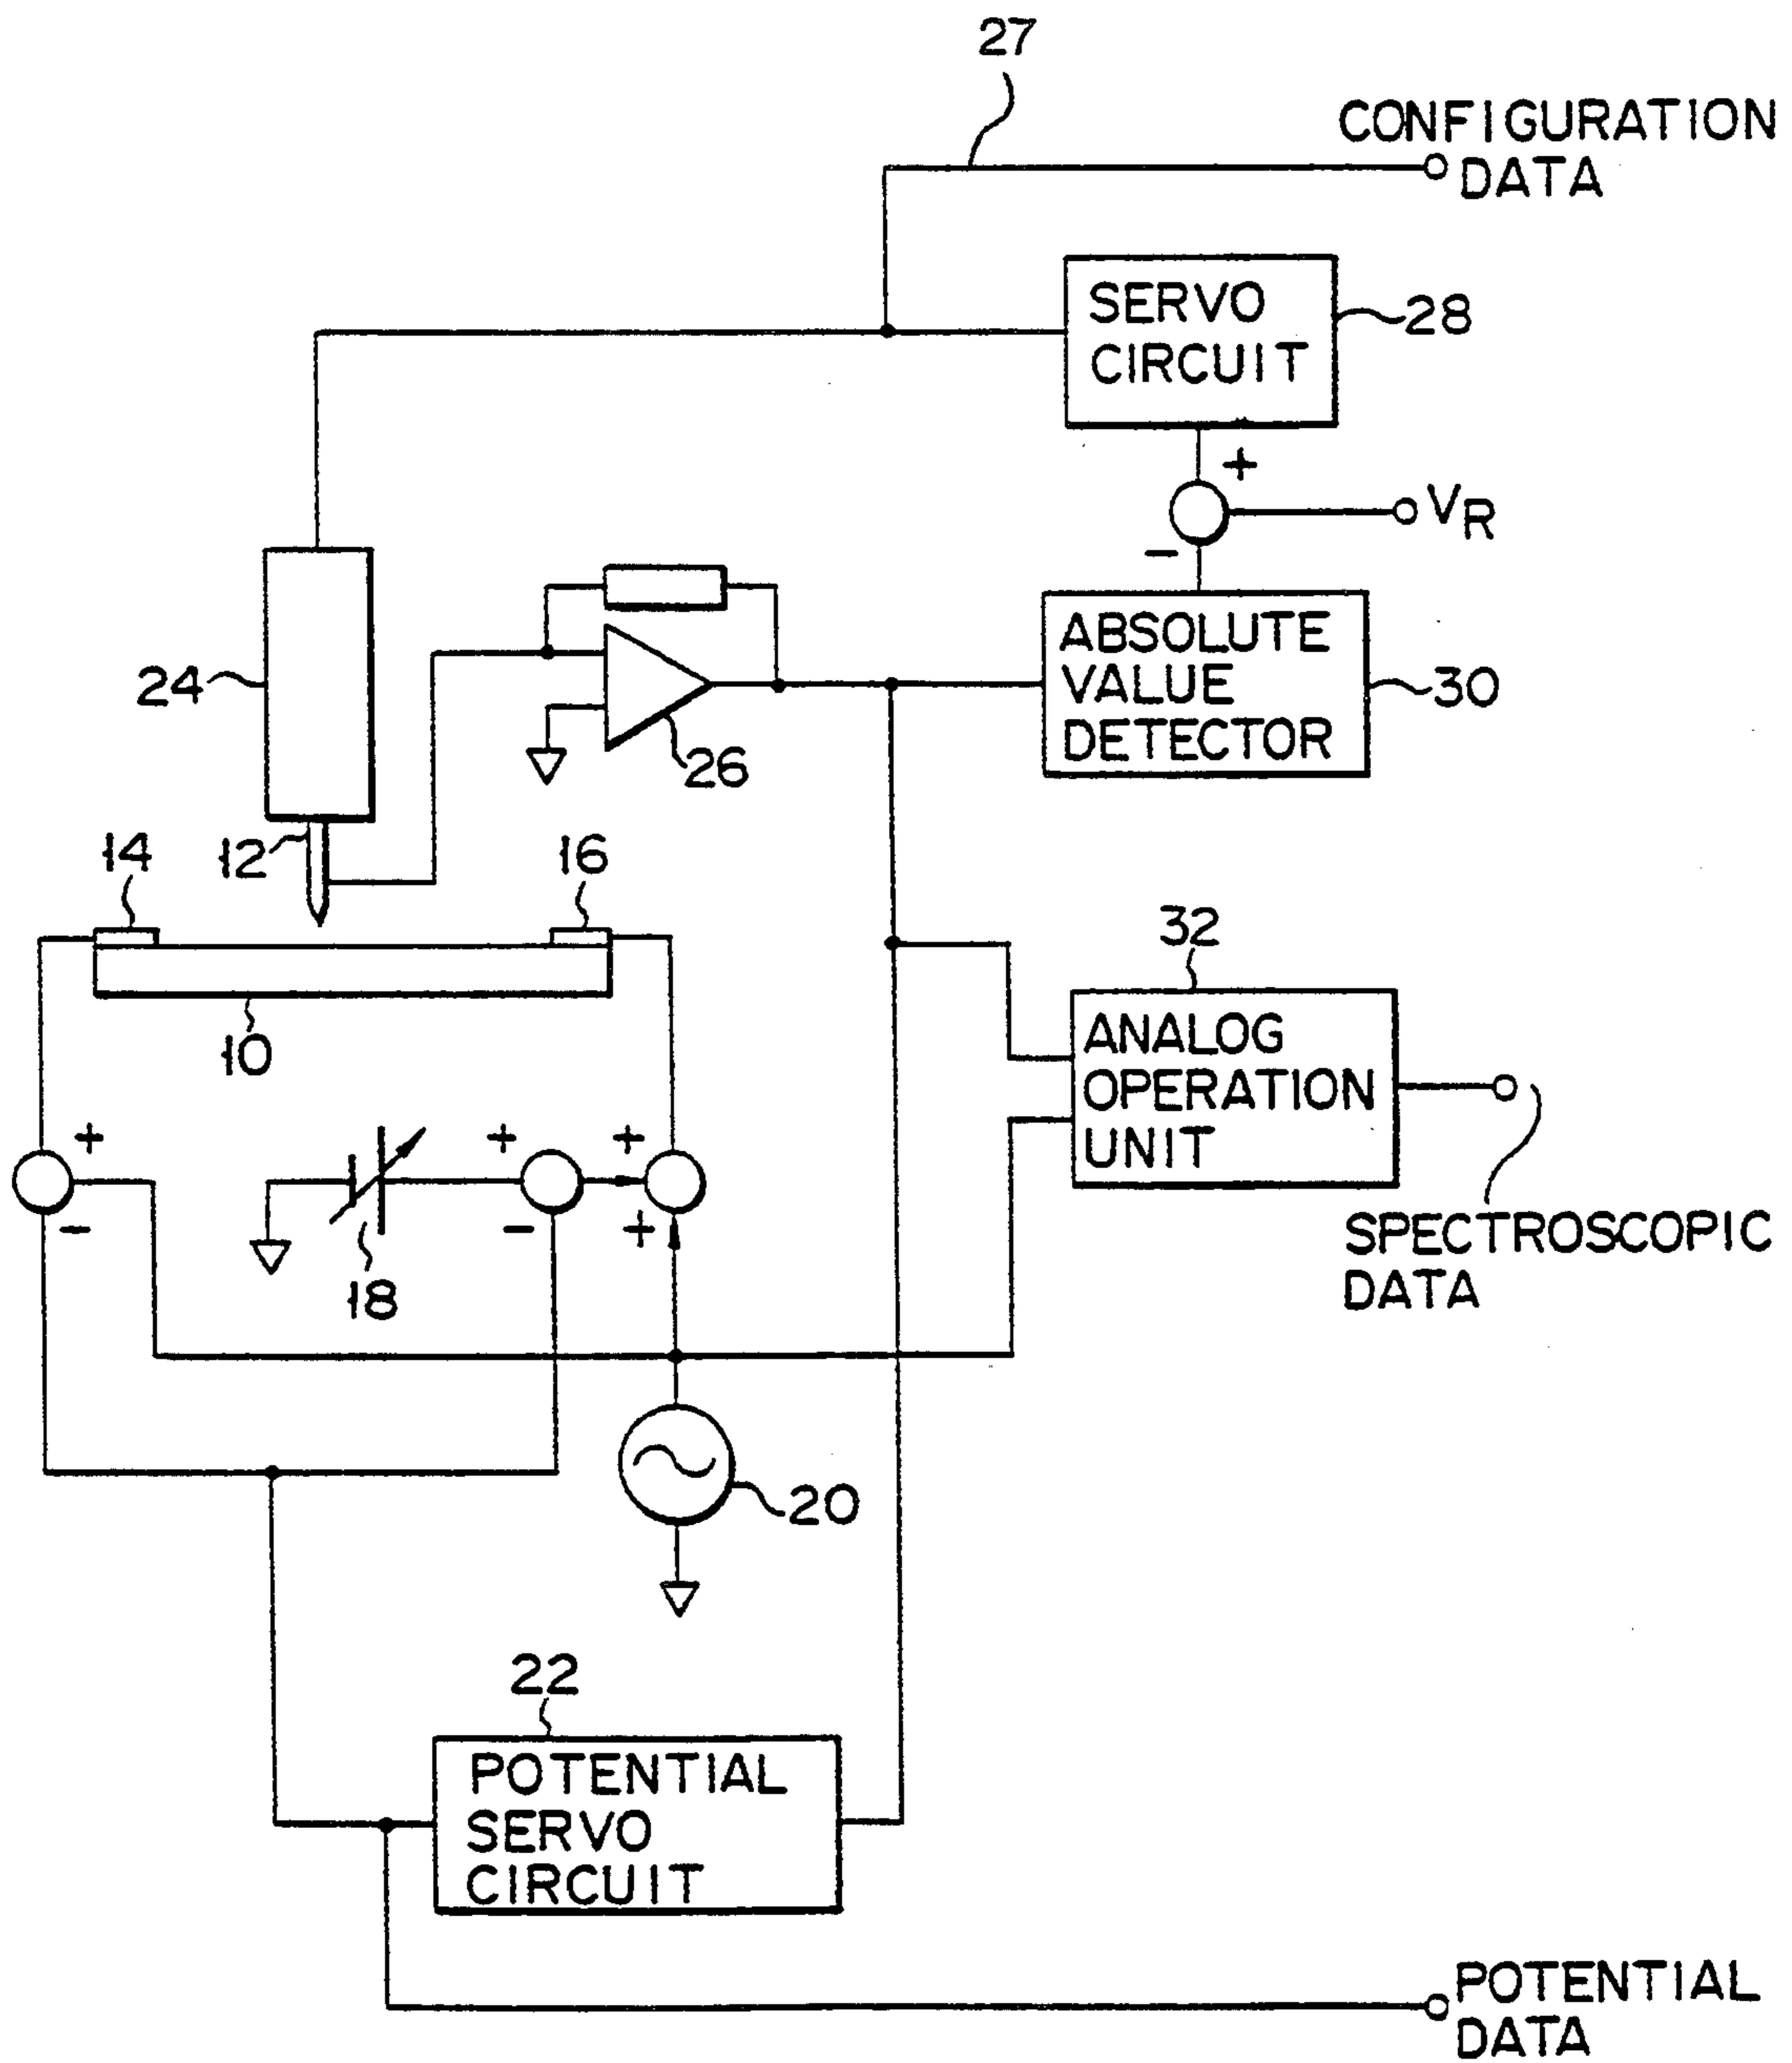 27
CONFIGURATION
DATA
SERVO
CIRCUIT
28
+
VR
−
ABSOLUTE
VALUE
DETECTOR
30
24
26
12
14
16
32
10
ANALOG
OPERATION
UNIT
+
+
+
−
−
+
18
SPECTROSCOPIC
DATA
20
22
POTENTIAL
SERVO
CIRCUIT
POTENTIAL
DATA